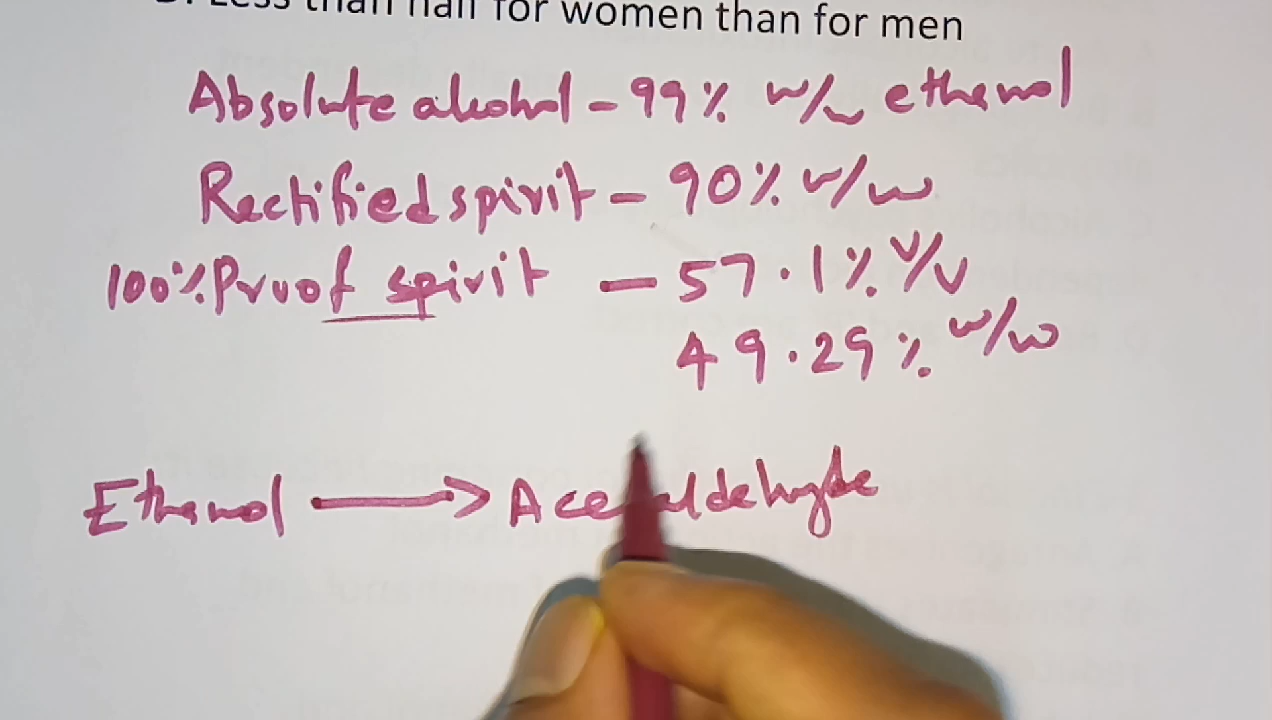 B. Less than half for women than for men
Absolute alcohol - 99% w/w ethanol
Rectified spirit - 90% w/w
100% Proof spirit - 57.1% v/v
49.29% w/w
Ethanol → Acetaldehyde